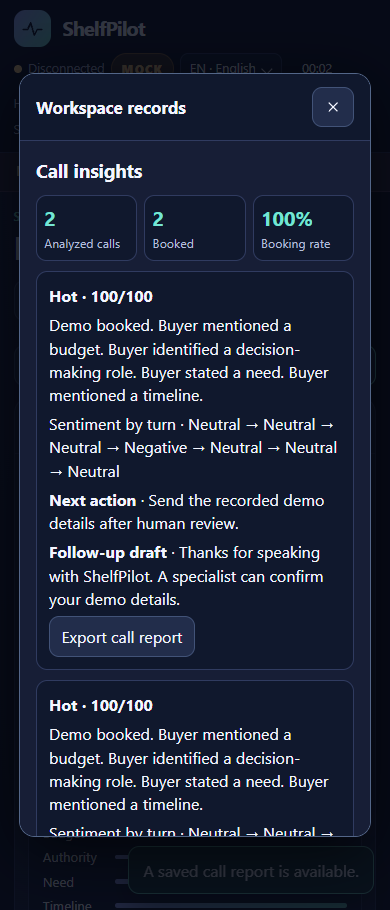 ShelfPilot
Disconnected MOCK EN · English 00:02
Workspace records
×
Call insights
2
Analyzed calls
2
Booked
100%
Booking rate
Hot · 100/100
Demo booked. Buyer mentioned a
budget. Buyer identified a decision-
making role. Buyer stated a need. Buyer
mentioned a timeline.
Sentiment by turn · Neutral → Neutral →
Neutral → Negative → Neutral → Neutral
→ Neutral
Next action · Send the recorded demo
details after human review.
Follow-up draft · Thanks for speaking
with ShelfPilot. A specialist can confirm
your demo details.
Export call report
Hot · 100/100
Demo booked. Buyer mentioned a
budget. Buyer identified a decision-
making role. Buyer stated a need. Buyer
mentioned a timeline.
Sentiment by turn · Neutral → Neutral →
Authority
A saved call report is available.
Need
Timeline